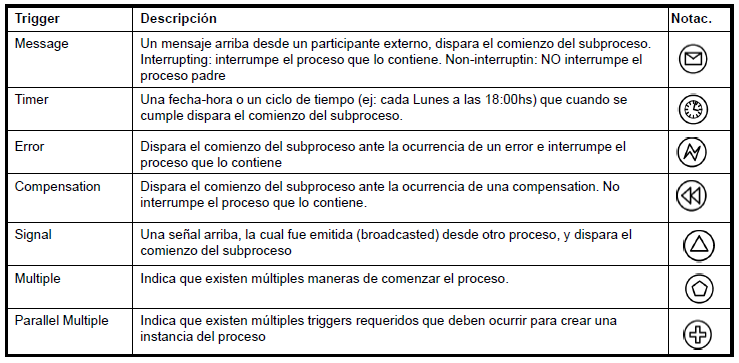 Trigger Descripción Notac.
Message Un mensaje arriba desde un participante externo, dispara el comienzo del subproceso.
Interrupting: interrumpe el proceso que lo contiene. Non-interruptin: NO interrumpe el
proceso padre
Timer Una fecha-hora o un ciclo de tiempo (ej: cada Lunes a las 18:00hs) que cuando se
cumple dispara el comienzo del subproceso.
Error Dispara el comienzo del subproceso ante la ocurrencia de un error e interrumpe el
proceso que lo contiene
Compensation Dispara el comienzo del subproceso ante la ocurrencia de una compensation. No
interrumpe el proceso que lo contiene.
Signal Una señal arriba, la cual fue emitida (broadcasted) desde otro proceso, y dispara el
comienzo del subproceso
Multiple Indica que existen múltiples maneras de comenzar el proceso.
Parallel Multiple Indica que existen múltiples triggers requeridos que deben ocurrir para crear una
instancia del proceso